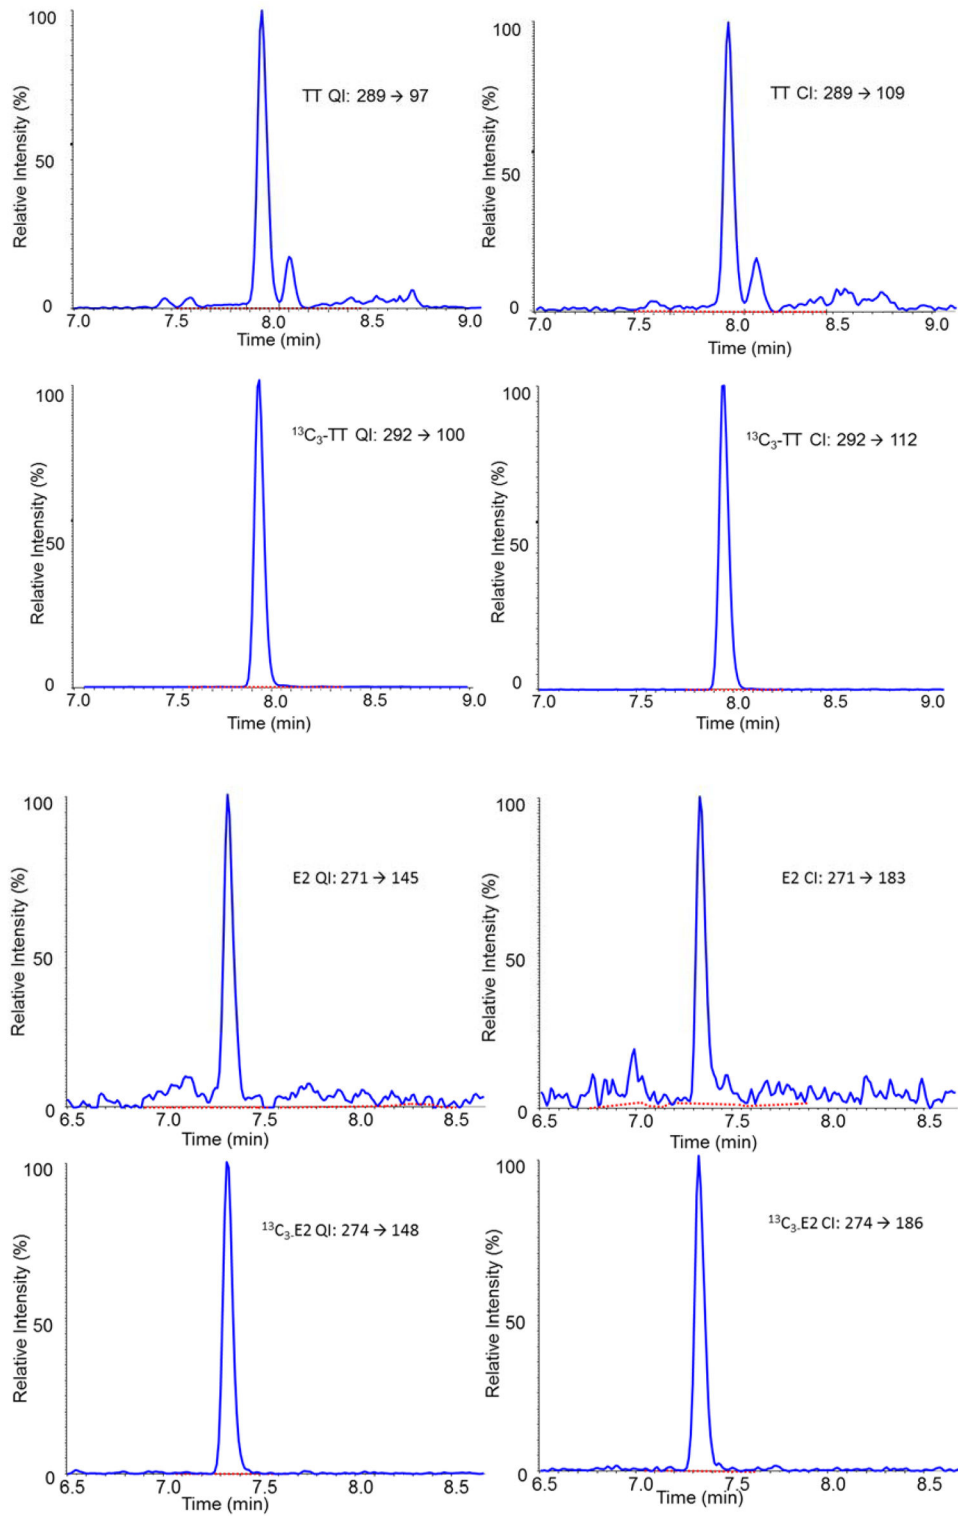 100
50
0
Relative Intensity (%)
TT QI: 289 → 97
7.0 7.5 8.0 8.5 9.0
Time (min)
100
50
0
Relative Intensity (%)
TT CI: 289 → 109
7.0 7.5 8.0 8.5 9.0
Time (min)
100
50
0
Relative Intensity (%)
¹³C₃-TT QI: 292 → 100
7.0 7.5 8.0 8.5 9.0
Time (min)
100
50
0
Relative Intensity (%)
¹³C₃-TT CI: 292 → 112
7.0 7.5 8.0 8.5 9.0
Time (min)
100
50
0
Relative Intensity (%)
E2 QI: 271 → 145
6.5 7.0 7.5 8.0 8.5
Time (min)
100
50
0
Relative Intensity (%)
E2 CI: 271 → 183
6.5 7.0 7.5 8.0 8.5
Time (min)
100
50
0
Relative Intensity (%)
¹³C₃-E2 QI: 274 → 148
6.5 7.0 7.5 8.0 8.5
Time (min)
100
50
0
Relative Intensity (%)
¹³C₃-E2 CI: 274 → 186
6.5 7.0 7.5 8.0 8.5
Time (min)